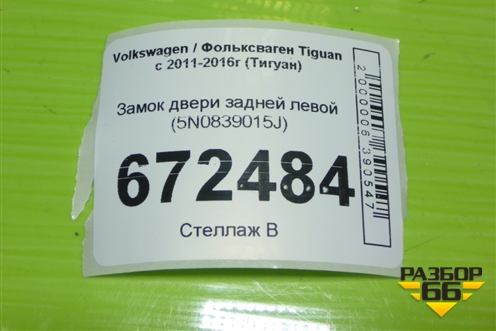 Volkswagen / Фольксваген Tiguan
с 2011-2016г (Тигуан)
Замок двери задней левой
(5N0839015J)
672484
Стеллаж В
2000006390547
РАЗБОР
66